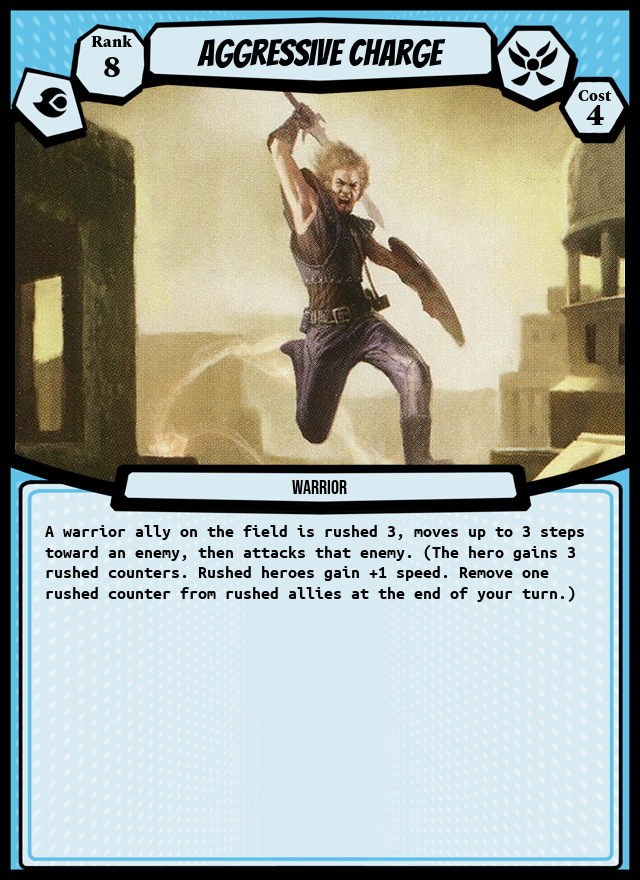 Rank
8
AGGRESSIVE CHARGE
Cost
4
WARRIOR
A warrior ally on the field is rushed 3, moves up to 3 steps
toward an enemy, then attacks that enemy. (The hero gains 3
rushed counters. Rushed heroes gain +1 speed. Remove one
rushed counter from rushed allies at the end of your turn.)